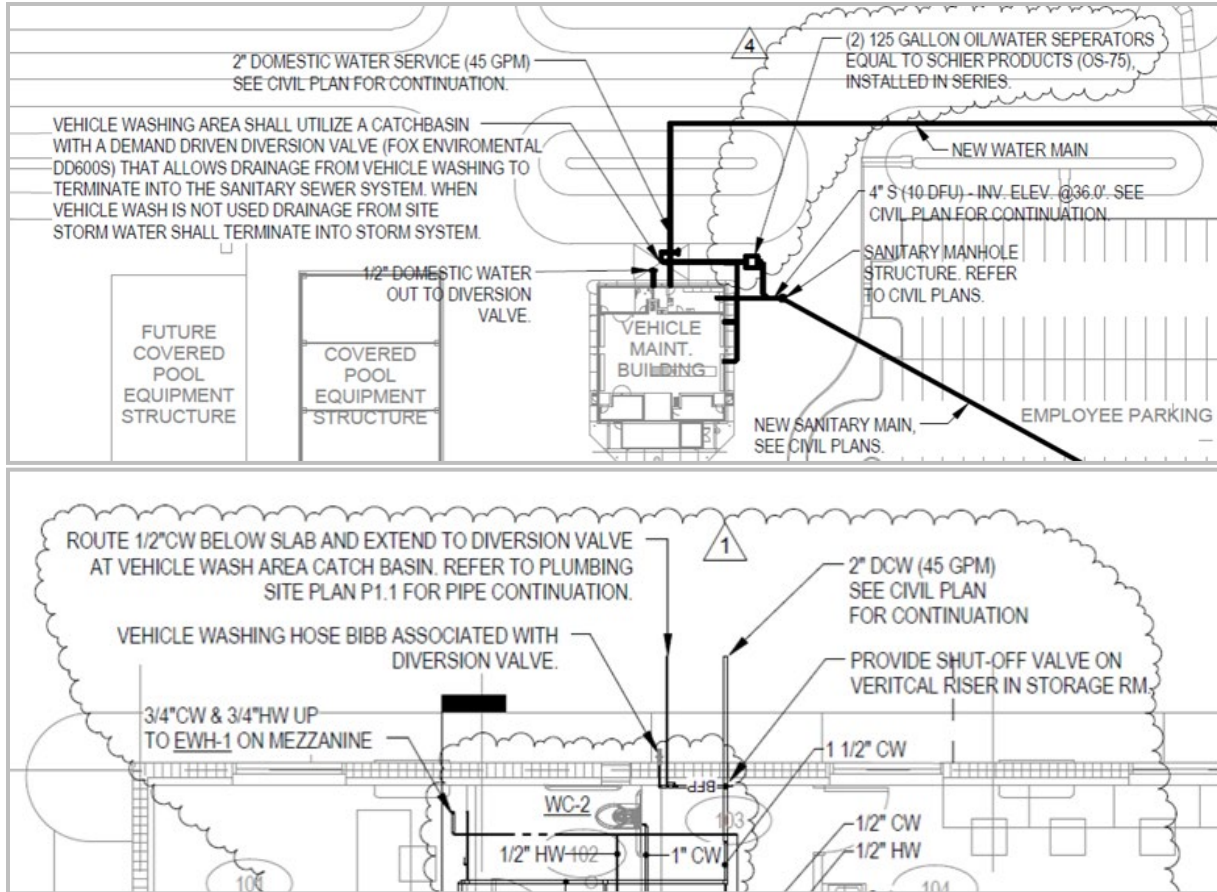 2" DOMESTIC WATER SERVICE (45 GPM)
SEE CIVIL PLAN FOR CONTINUATION.
4
(2) 125 GALLON OIL/WATER SEPERATORS
EQUAL TO SCHIER PRODUCTS (OS-75),
INSTALLED IN SERIES.
VEHICLE WASHING AREA SHALL UTILIZE A CATCHBASIN
WITH A DEMAND DRIVEN DIVERSION VALVE (FOX ENVIROMENTAL
DD600S) THAT ALLOWS DRAINAGE FROM VEHICLE WASHING TO
TERMINATE INTO THE SANITARY SEWER SYSTEM. WHEN
VEHICLE WASH IS NOT USED DRAINAGE FROM SITE
STORM WATER SHALL TERMINATE INTO STORM SYSTEM.
NEW WATER MAIN
4" S (10 DFU) - INV. ELEV. @36.0'. SEE
CIVIL PLAN FOR CONTINUATION.
SANITARY MANHOLE
STRUCTURE. REFER
TO CIVIL PLANS.
1/2" DOMESTIC WATER
OUT TO DIVERSION
VALVE.
FUTURE
COVERED
POOL
EQUIPMENT
STRUCTURE
COVERED
POOL
EQUIPMENT
STRUCTURE
VEHICLE
MAINT.
BUILDING
NEW SANITARY MAIN,
SEE CIVIL PLANS.
EMPLOYEE PARKING
ROUTE 1/2"CW BELOW SLAB AND EXTEND TO DIVERSION VALVE
AT VEHICLE WASH AREA CATCH BASIN. REFER TO PLUMBING
SITE PLAN P1.1 FOR PIPE CONTINUATION.
1
2" DCW (45 GPM)
SEE CIVIL PLAN
FOR CONTINUATION
VEHICLE WASHING HOSE BIBB ASSOCIATED WITH
DIVERSION VALVE.
PROVIDE SHUT-OFF VALVE ON
VERITCAL RISER IN STORAGE RM.
3/4"CW & 3/4"HW UP
TO EWH-1 ON MEZZANINE
1 1/2" CW
BFP
WC-2
103
1/2" CW
1/2" HW
1/2" HW
102
1" CW
101
104